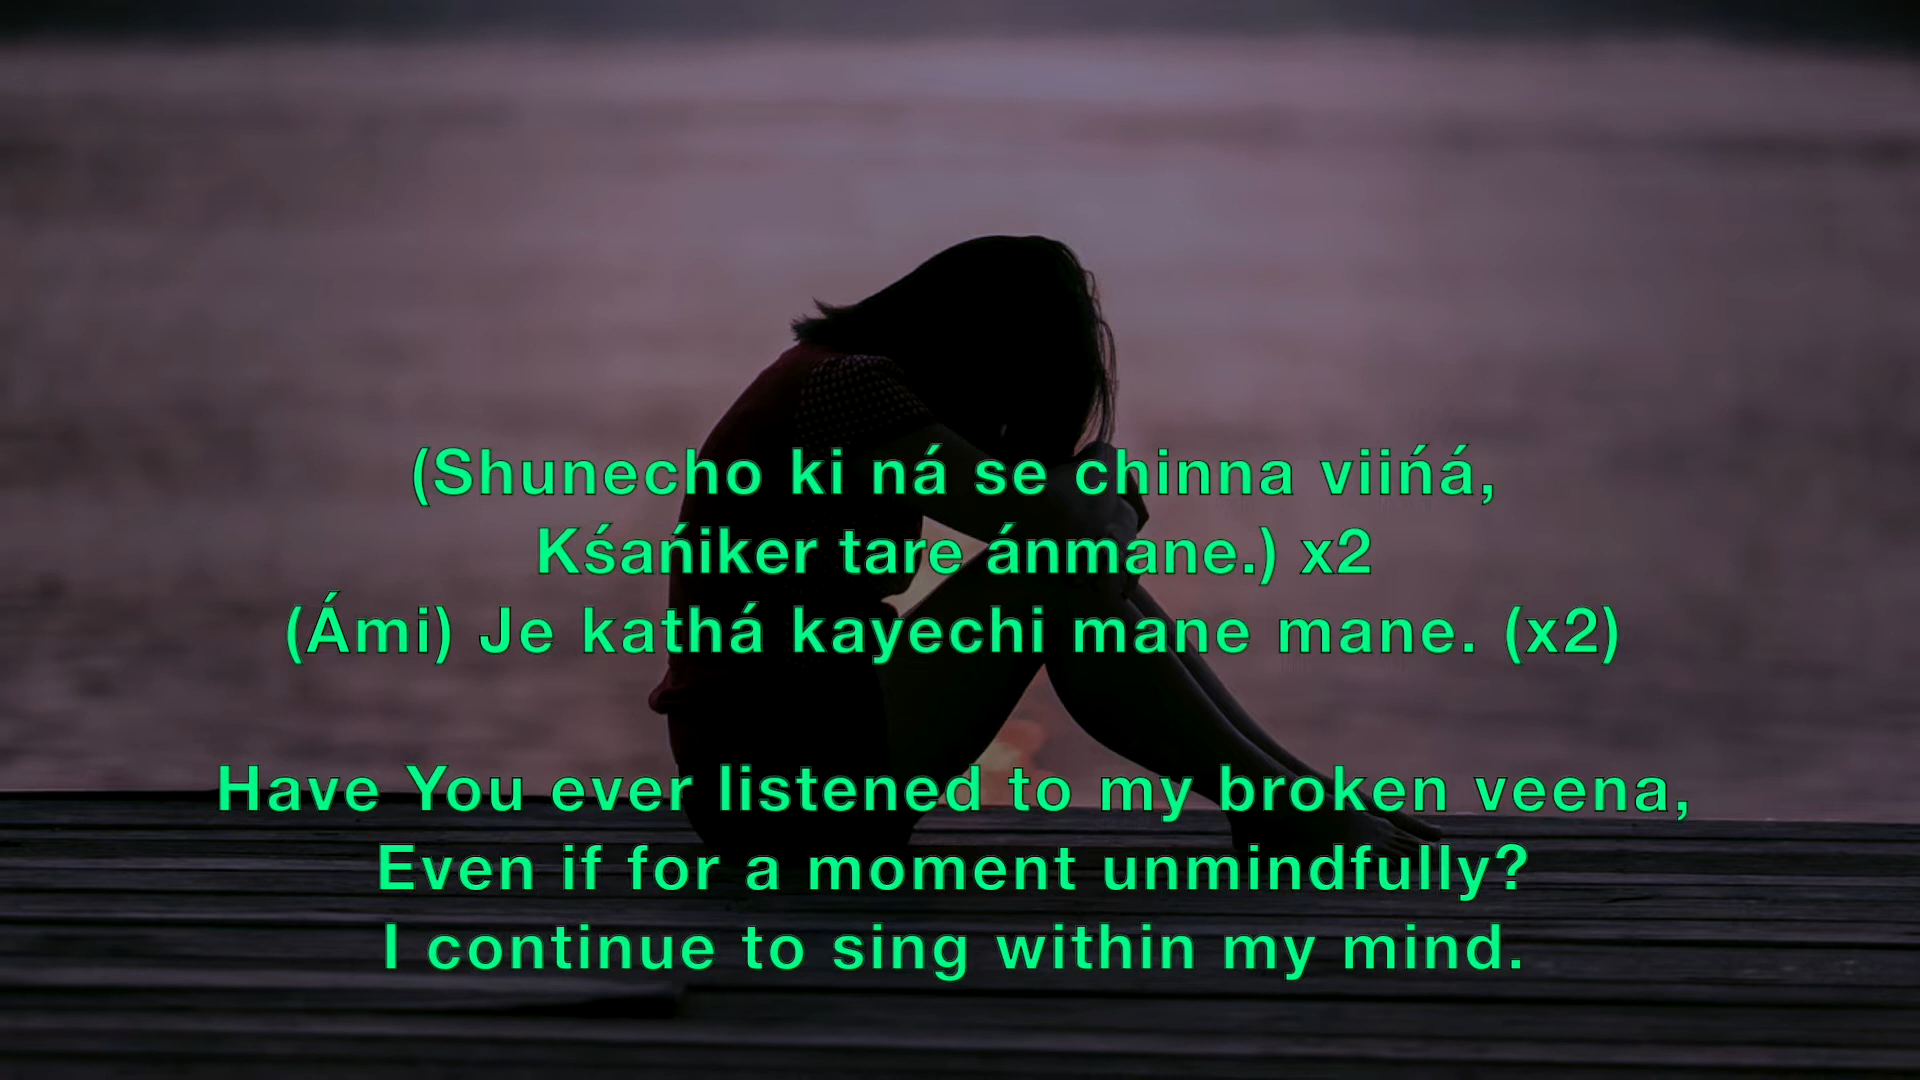 (Shunecho ki ná se chinna viińá,
Kśańiker tare ánmane.) x2
(Ámi) Je kathá kayechi mane mane. (x2)
Have You ever listened to my broken veena,
Even if for a moment unmindfully?
I continue to sing within my mind.